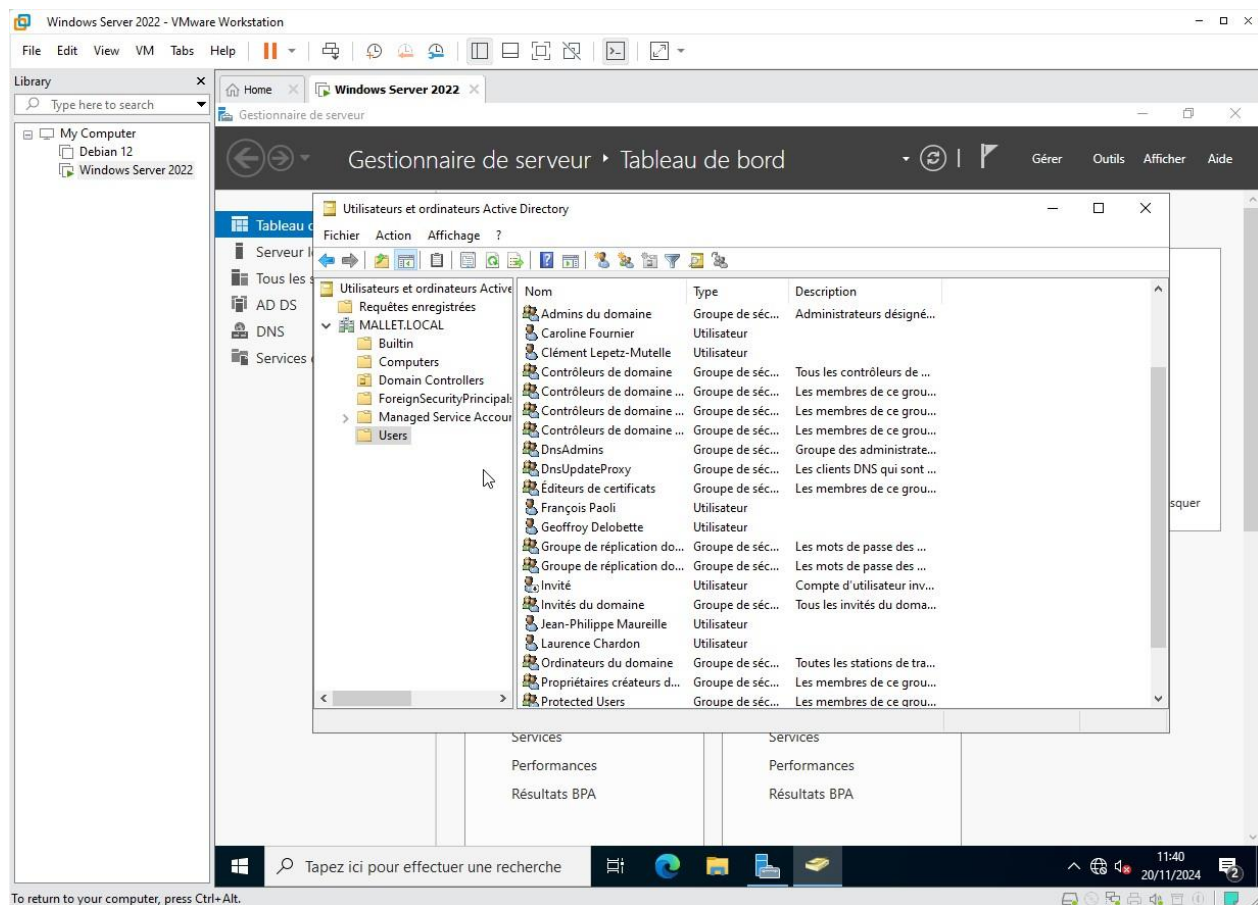 Windows Server 2022 - VMware Workstation
File Edit View VM Tabs Help
Library
Type here to search
My Computer
Debian 12
Windows Server 2022
Home
Windows Server 2022
Gestionnaire de serveur
Gestionnaire de serveur ‣ Tableau de bord
Gérer Outils Afficher Aide
Tableau
Serveur
Tous les
AD DS
DNS
Services
Utilisateurs et ordinateurs Active Directory
Fichier Action Affichage ?
Utilisateurs et ordinateurs Active
Requêtes enregistrées
MALLET.LOCAL
Builtin
Computers
Domain Controllers
ForeignSecurityPrincipals
Managed Service Accoun
Users
Nom Type Description
Admins du domaine Groupe de séc... Administrateurs désigné...
Caroline Fournier Utilisateur
Clément Lepetz-Mutelle Utilisateur
Contrôleurs de domaine Groupe de séc... Tous les contrôleurs de ...
Contrôleurs de domaine ... Groupe de séc... Les membres de ce grou...
Contrôleurs de domaine ... Groupe de séc... Les membres de ce grou...
Contrôleurs de domaine ... Groupe de séc... Les membres de ce grou...
DnsAdmins Groupe de séc... Groupe des administrate...
DnsUpdateProxy Groupe de séc... Les clients DNS qui sont ...
Éditeurs de certificats Groupe de séc... Les membres de ce grou...
François Paoli Utilisateur
Geoffroy Delobette Utilisateur
Groupe de réplication do... Groupe de séc... Les mots de passe des ...
Groupe de réplication do... Groupe de séc... Les mots de passe des ...
Invité Utilisateur Compte d'utilisateur inv...
Invités du domaine Groupe de séc... Tous les invités du doma...
Jean-Philippe Maureille Utilisateur
Laurence Chardon Utilisateur
Ordinateurs du domaine Groupe de séc... Toutes les stations de tra...
Propriétaires créateurs d... Groupe de séc... Les membres de ce grou...
Protected Users Groupe de séc... Les membres de ce grou...
squer
Services Services
Performances Performances
Résultats BPA Résultats BPA
Tapez ici pour effectuer une recherche
11:40
20/11/2024
2
To return to your computer, press Ctrl+Alt.